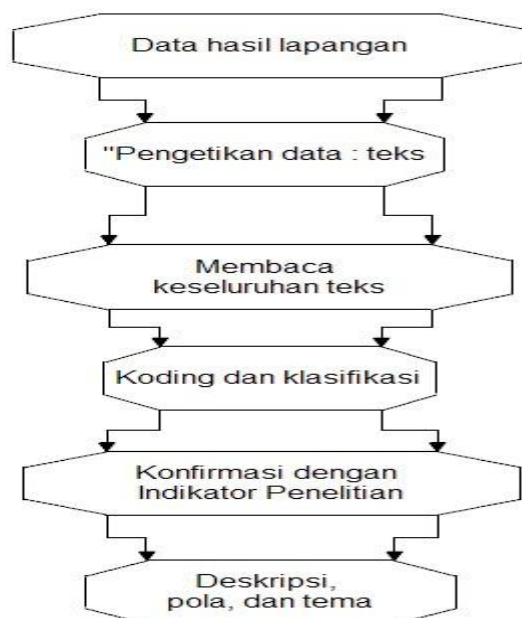 Data hasil lapangan
"Pengetikan data : teks
Membaca
keseluruhan teks
Koding dan klasifikasi
Konfirmasi dengan
Indikator Penelitian
Deskripsi,
pola, dan tema